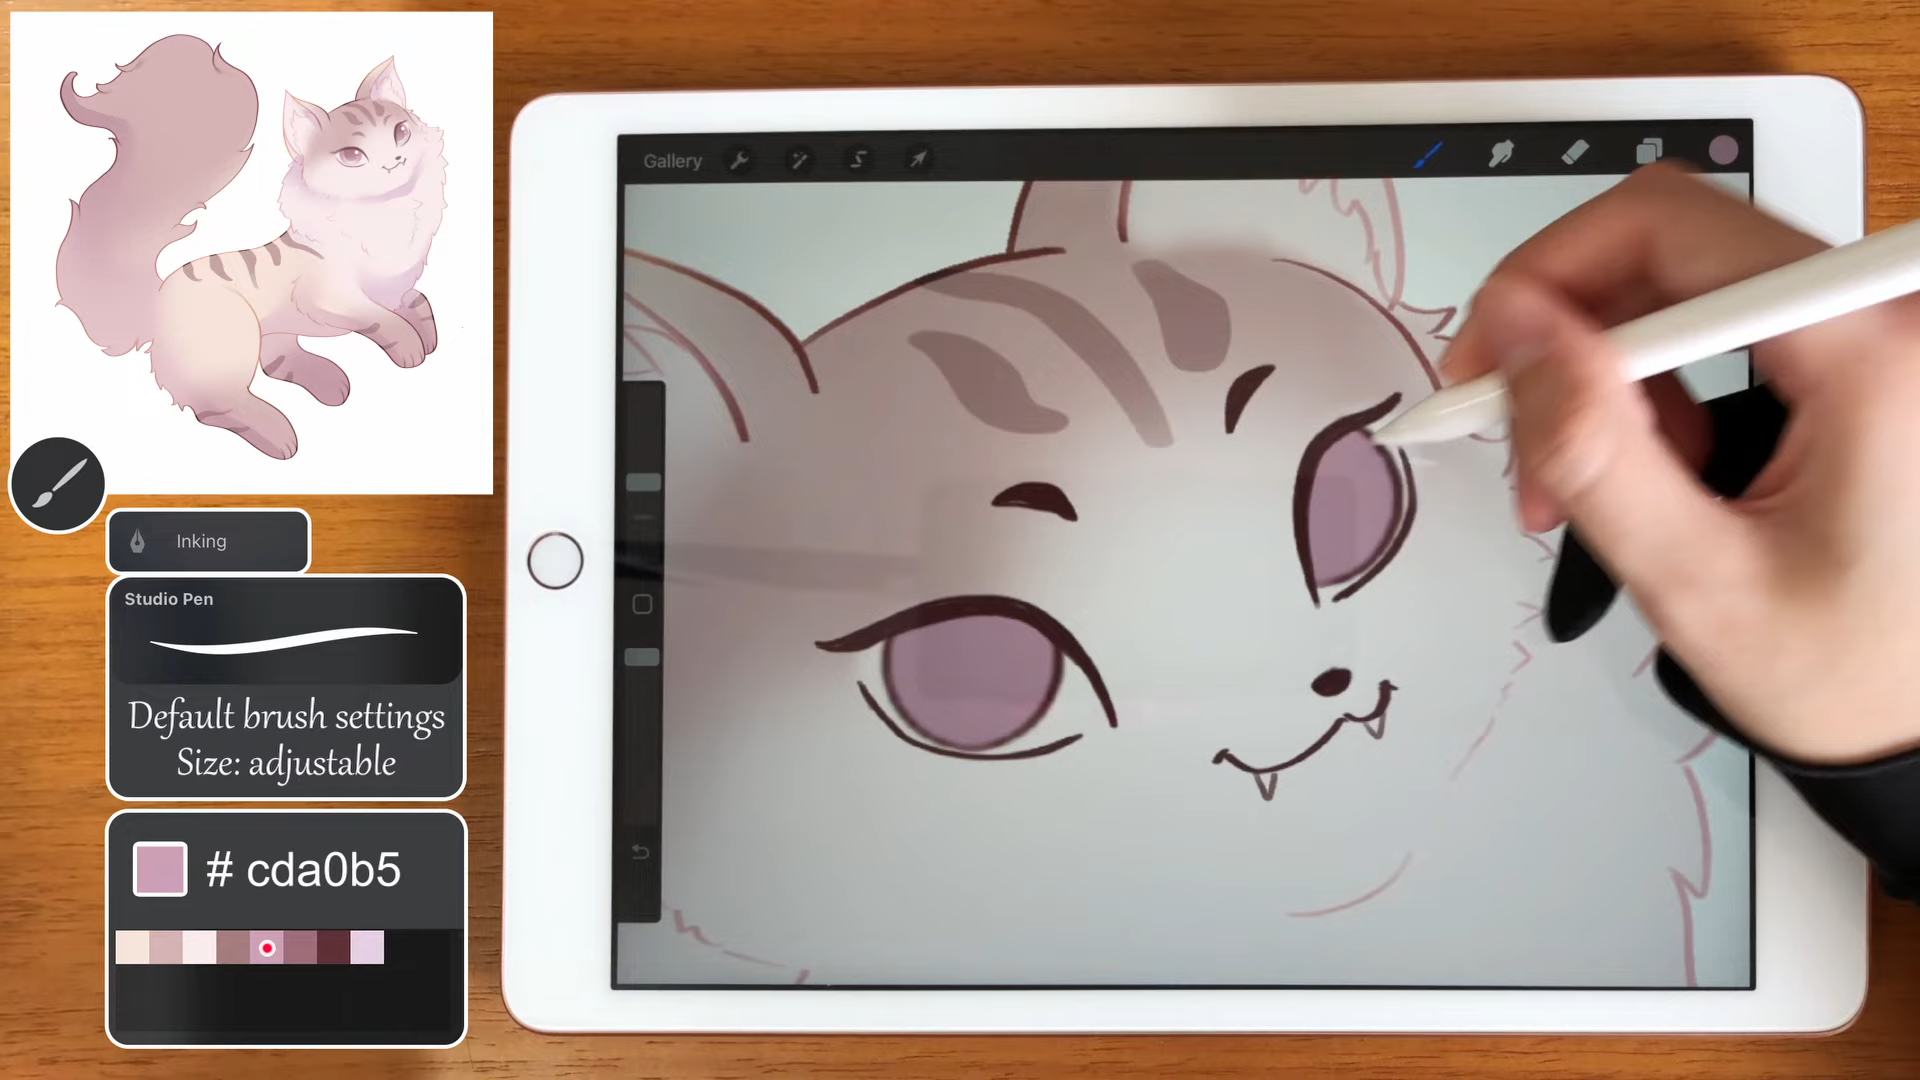 Gallery
Inking
Studio Pen
Default brush settings
Size: adjustable
# cda0b5